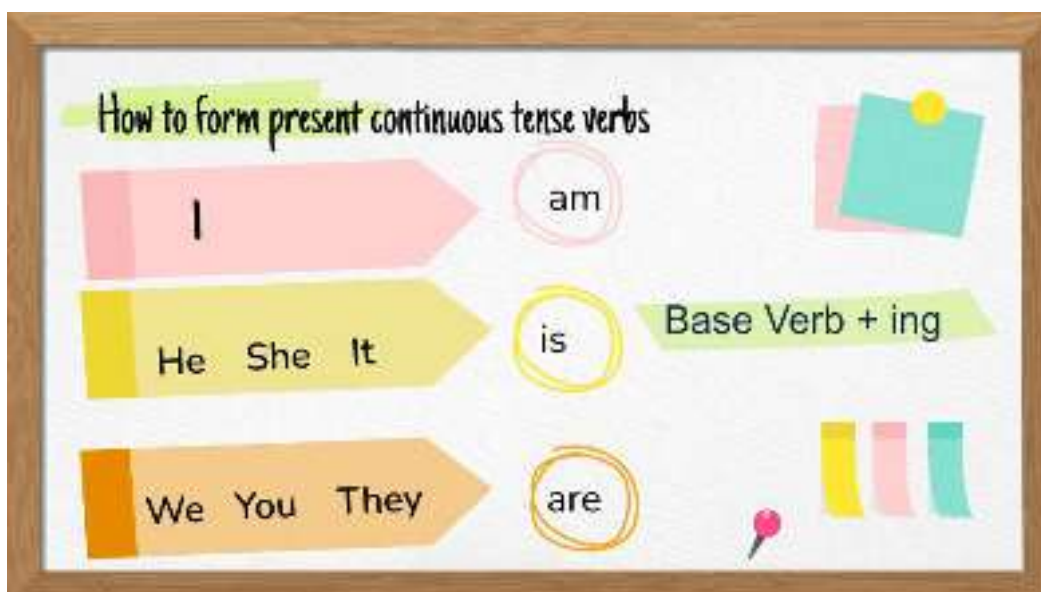 How to form present continuous tense verbs
I am
He She It is
Base Verb + ing
We You They are